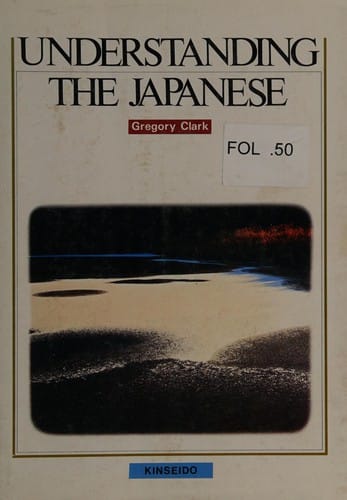 UNDERSTANDING
THE JAPANESE
Gregory Clark
FOL .50
KINSEIDO